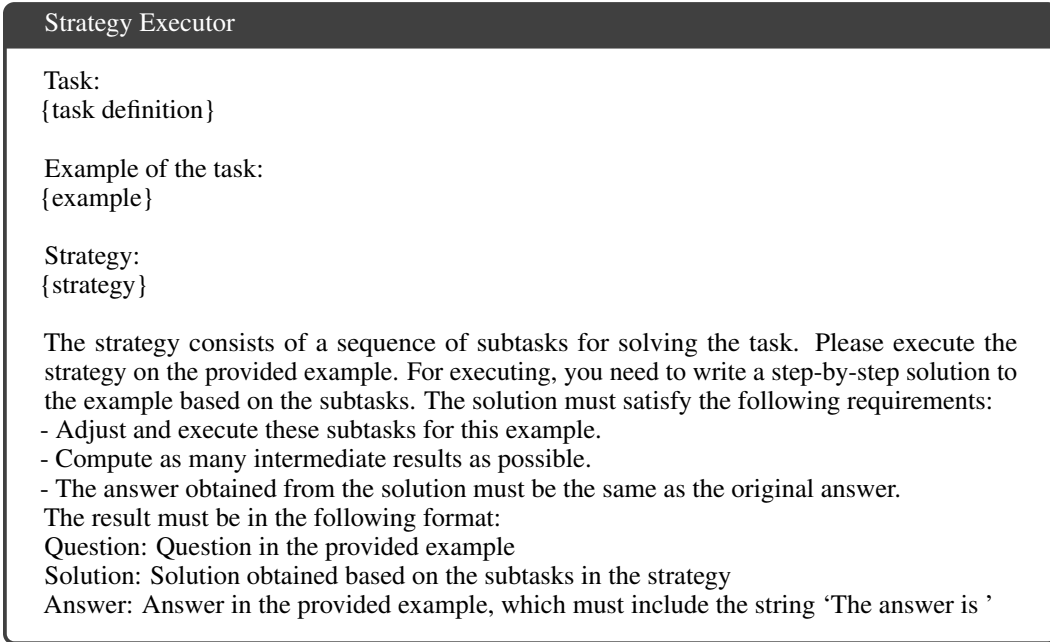 Strategy Executor
Task:
{task definition}
Example of the task:
{example}
Strategy:
{strategy}
The strategy consists of a sequence of subtasks for solving the task. Please execute the
strategy on the provided example. For executing, you need to write a step-by-step solution to
the example based on the subtasks. The solution must satisfy the following requirements:
- Adjust and execute these subtasks for this example.
- Compute as many intermediate results as possible.
- The answer obtained from the solution must be the same as the original answer.
The result must be in the following format:
Question: Question in the provided example
Solution: Solution obtained based on the subtasks in the strategy
Answer: Answer in the provided example, which must include the string ‘The answer is ’